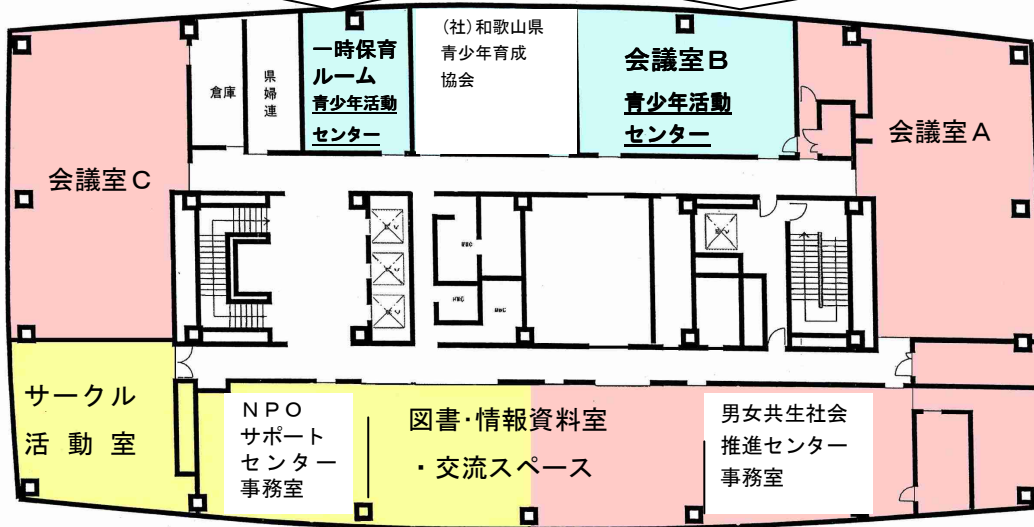 一時保育
ルーム
青少年活動
センター
(社)和歌山県
青少年育成
協会
会議室B
青少年活動
センター
倉庫
県婦連
会議室A
会議室C
サークル
活動室
NPO
サポート
センター
事務室
図書・情報資料室
・交流スペース
男女共生社会
推進センター
事務室